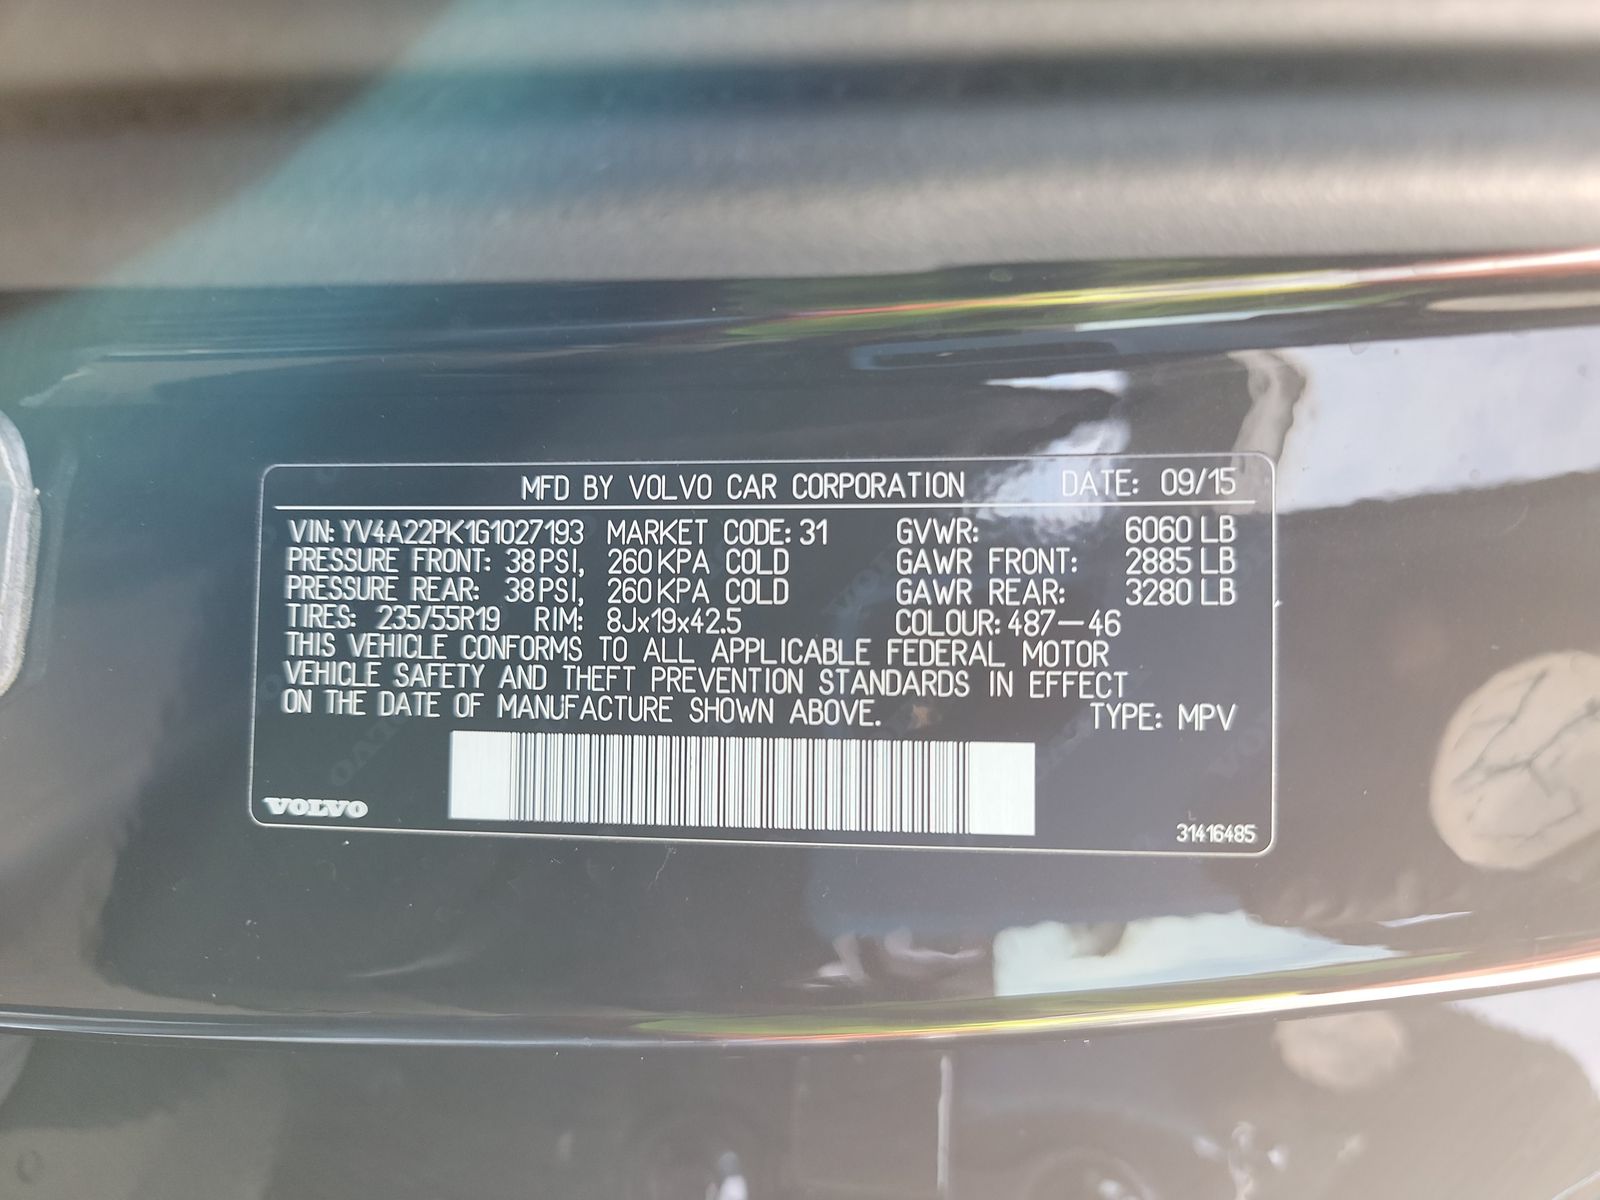 MFD BY VOLVO CAR CORPORATION DATE: 09/15
VIN: YV4A22PK1G1027193 MARKET CODE: 31 GVWR: 6060 LB
PRESSURE FRONT: 38 PSI, 260 KPA COLD GAWR FRONT: 2885 LB
PRESSURE REAR: 38 PSI, 260 KPA COLD GAWR REAR: 3280 LB
TIRES: 235/55R19 RIM: 8Jx19x42.5 COLOUR: 487-46
THIS VEHICLE CONFORMS TO ALL APPLICABLE FEDERAL MOTOR
VEHICLE SAFETY AND THEFT PREVENTION STANDARDS IN EFFECT
ON THE DATE OF MANUFACTURE SHOWN ABOVE. TYPE: MPV
VOLVO
31416485